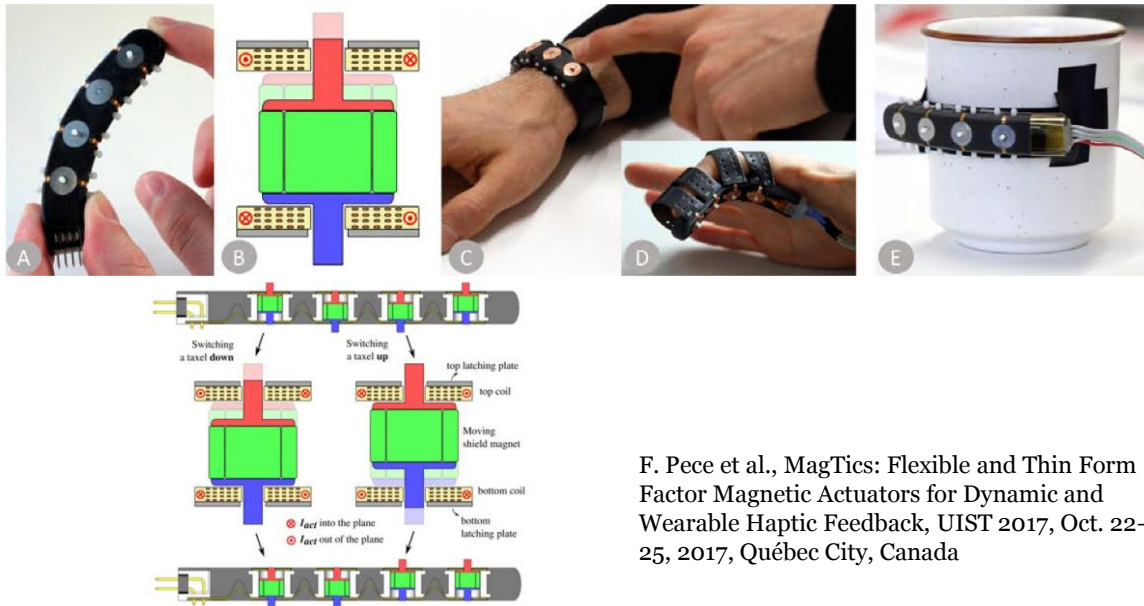 A
B
C
D
E
Switching
a taxel down
Switching
a taxel up
top latching plate
top coil
Moving
shield magnet
bottom coil
bottom
latching plate
⊗ Iact into the plane
⊙ Iact out of the plane
F. Pece et al., MagTics: Flexible and Thin Form
Factor Magnetic Actuators for Dynamic and
Wearable Haptic Feedback, UIST 2017, Oct. 22-
25, 2017, Québec City, Canada